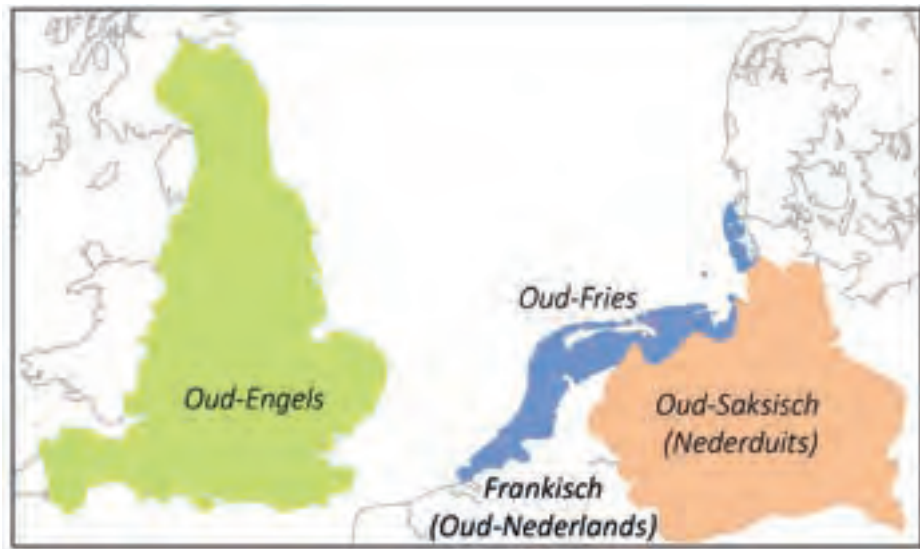 Oud-Fries
Oud-Engels
Oud-Saksisch
(Nederduits)
Frankisch
(Oud-Nederlands)